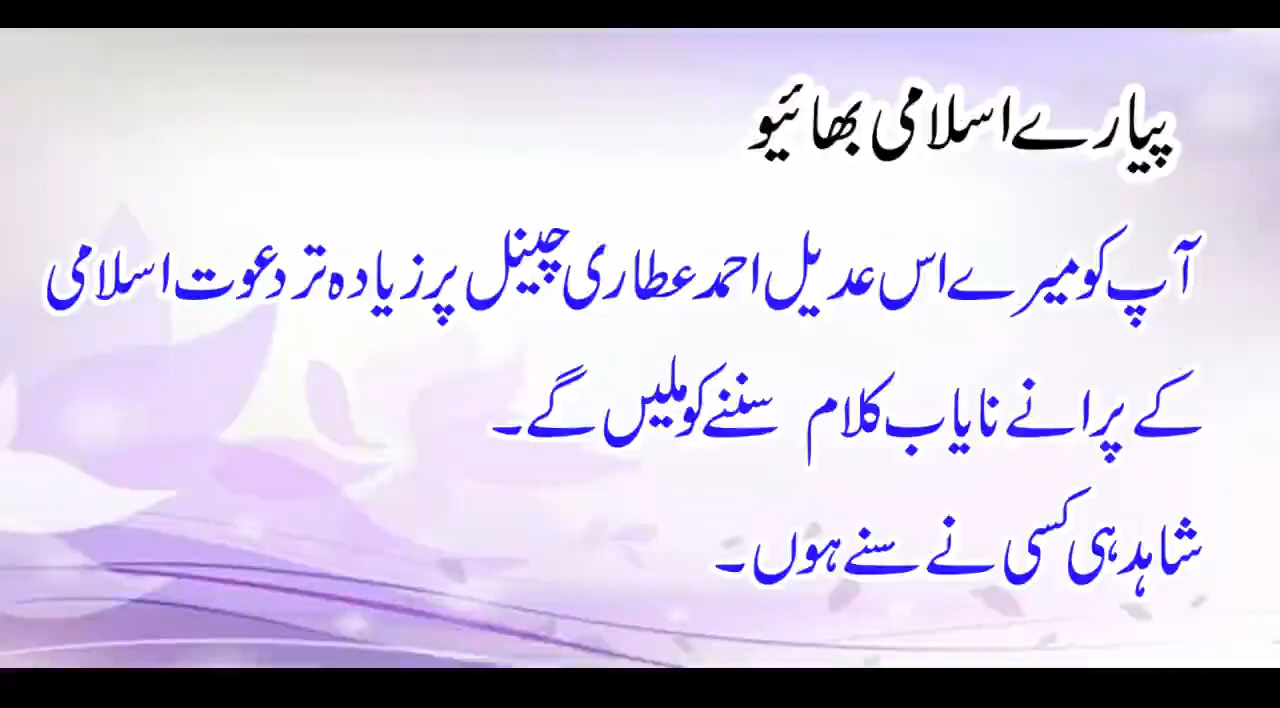 پیارے اسلامی بھائیو
آپ کو میرے اس عدیل احمد عطاری چینل پر زیادہ تر دعوت اسلامی
کے پرانے نایاب کلام سننے کو ملیں گے۔
شاہد ہی کسی نے سنے ہوں۔